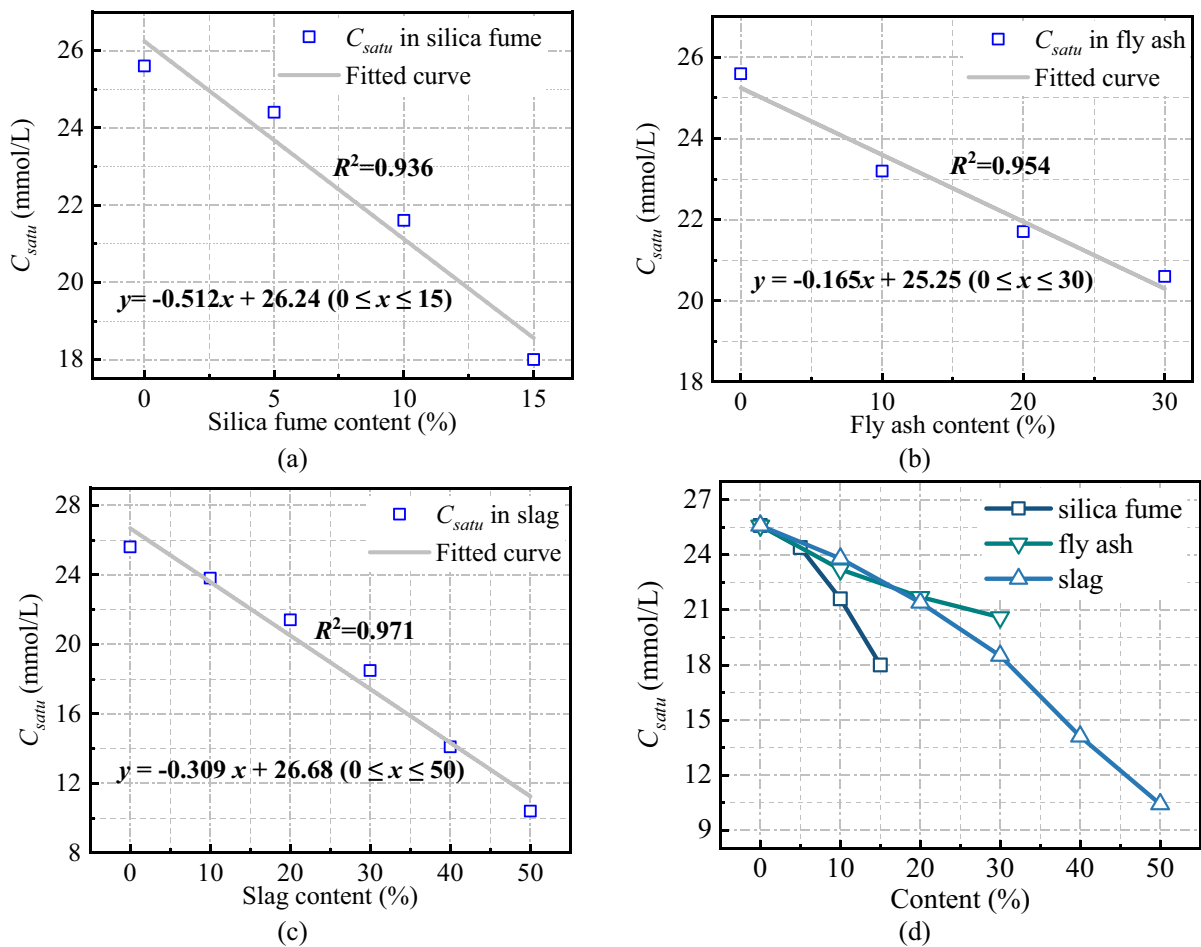 C_satu in silica fume
Fitted curve
R²=0.936
y= -0.512x + 26.24 (0 ≤ x ≤ 15)
26
24
22
20
18
C_satu (mmol/L)
0 5 10 15
Silica fume content (%)
(a)
C_satu in fly ash
Fitted curve
R²=0.954
y = -0.165x + 25.25 (0 ≤ x ≤ 30)
26
24
22
20
18
C_satu (mmol/L)
0 10 20 30
Fly ash content (%)
(b)
C_satu in slag
Fitted curve
R²=0.971
y = -0.309 x + 26.68 (0 ≤ x ≤ 50)
28
24
20
16
12
8
C_satu (mmol/L)
0 10 20 30 40 50
Slag content (%)
(c)
silica fume
fly ash
slag
27
24
21
18
15
12
9
C_satu (mmol/L)
0 10 20 30 40 50
Content (%)
(d)